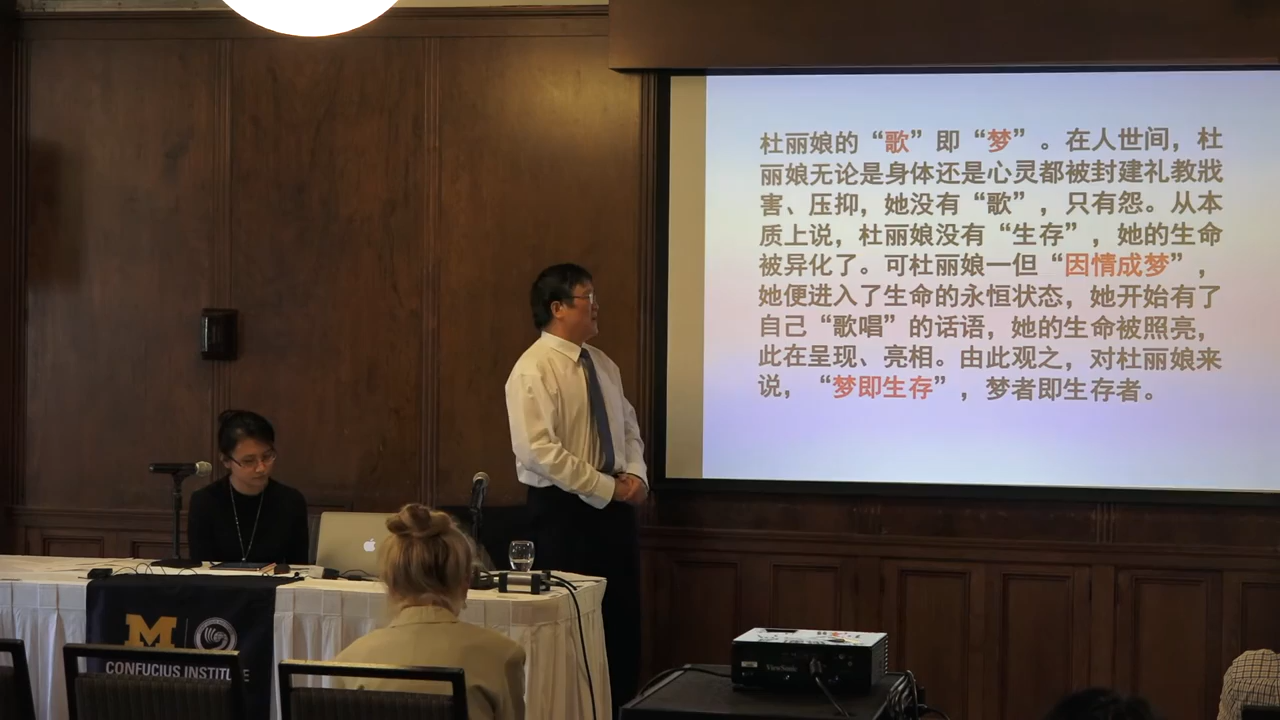 杜丽娘的“歌”即“梦”。在人世间，杜
丽娘无论是身体还是心灵都被封建礼教戕
害、压抑，她没有“歌”，只有怨。从本
质上说，杜丽娘没有“生存”，她的生命
被异化了。可杜丽娘一但“因情成梦”，
她便进入了生命的永恒状态，她开始有了
自己“歌唱”的话语，她的生命被照亮，
此在呈现、亮相。由此观之，对杜丽娘来
说，“梦即生存”，梦者即生存者。
M
CONFUCIUS INSTITUTE
ViewSonic